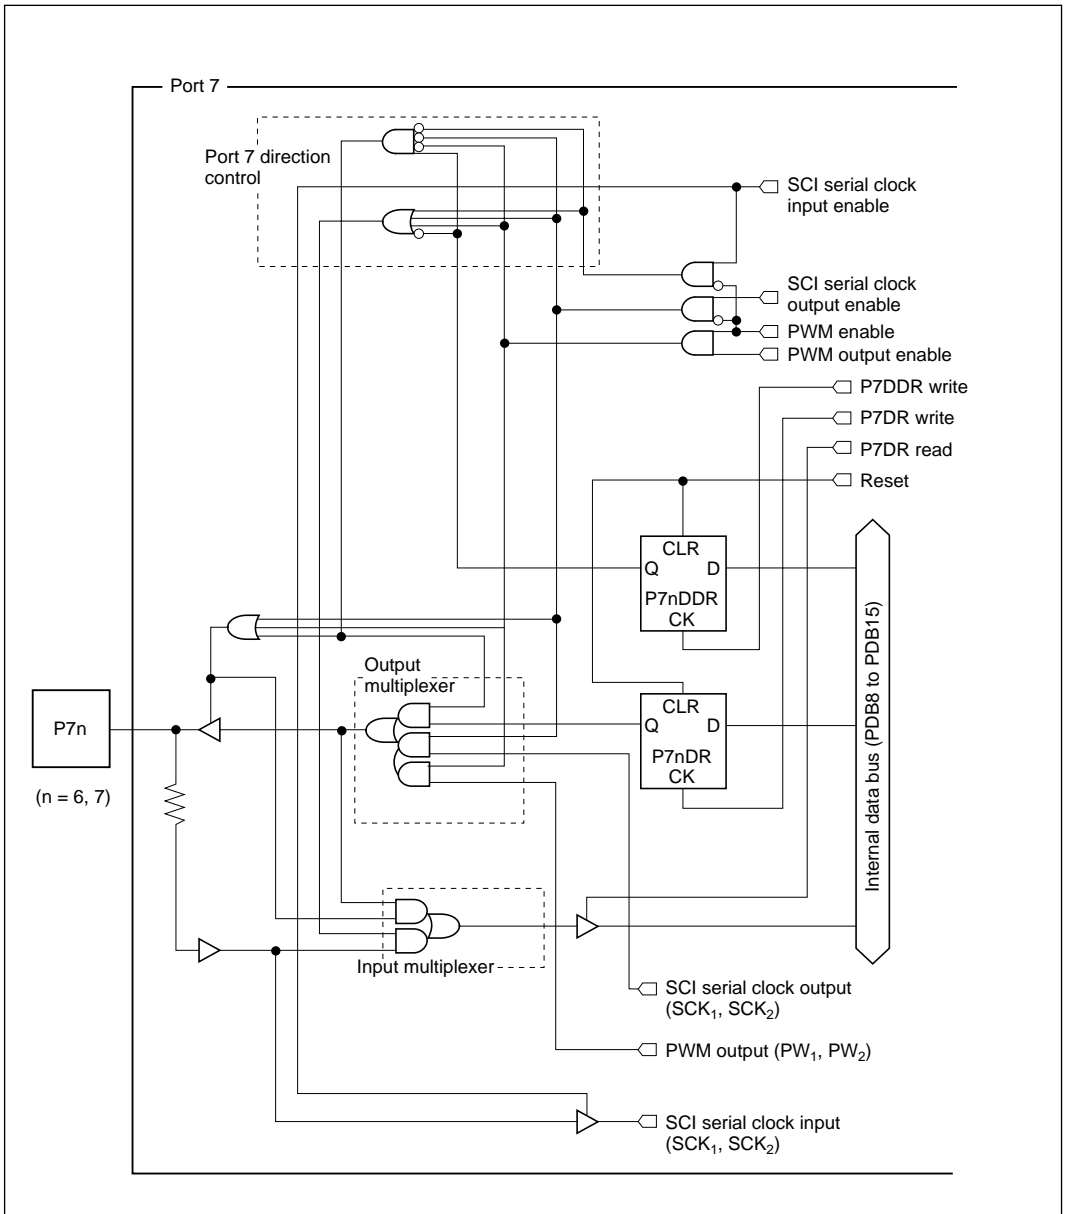 Port 7
Port 7 direction
control
SCI serial clock
input enable
SCI serial clock
output enable
PWM enable
PWM output enable
P7DDR write
P7DR write
P7DR read
Reset
CLR
Q D
P7nDDR
CK
Output
multiplexer
CLR
Q D
P7nDR
CK
P7n
(n = 6, 7)
Internal data bus (PDB8 to PDB15)
Input multiplexer
SCI serial clock output
(SCK1, SCK2)
PWM output (PW1, PW2)
SCI serial clock input
(SCK1, SCK2)